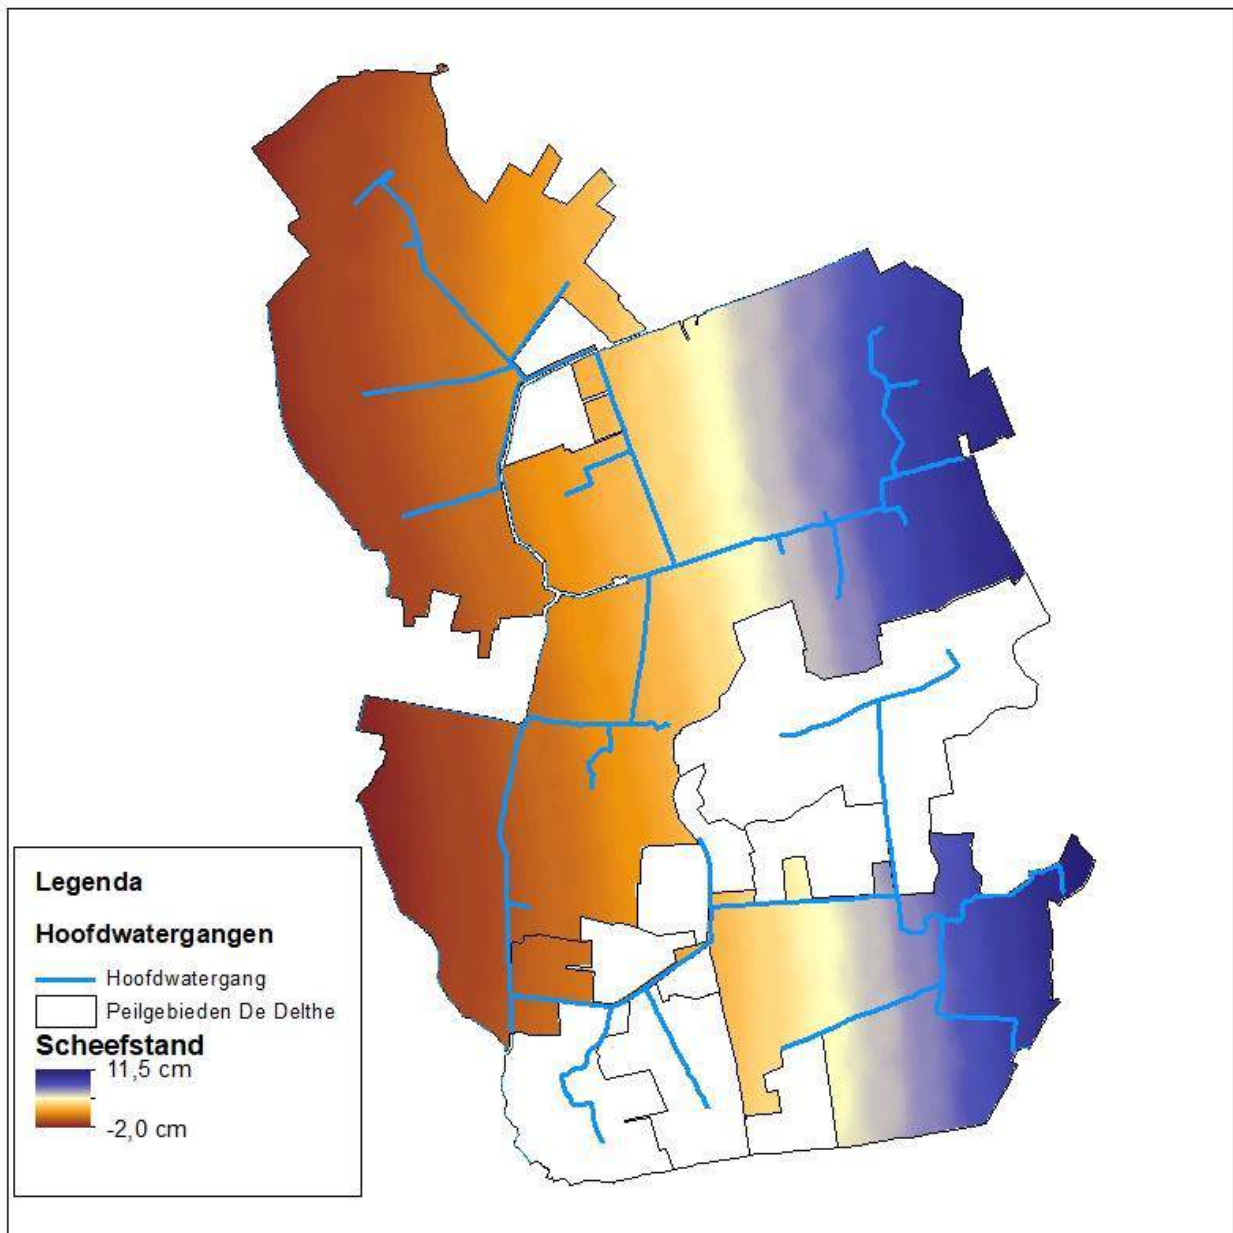 Legenda
Hoofdwatergangen
Hoofdwatergang
Peilgebieden De Delthe
Scheefstand
11,5 cm
-2,0 cm